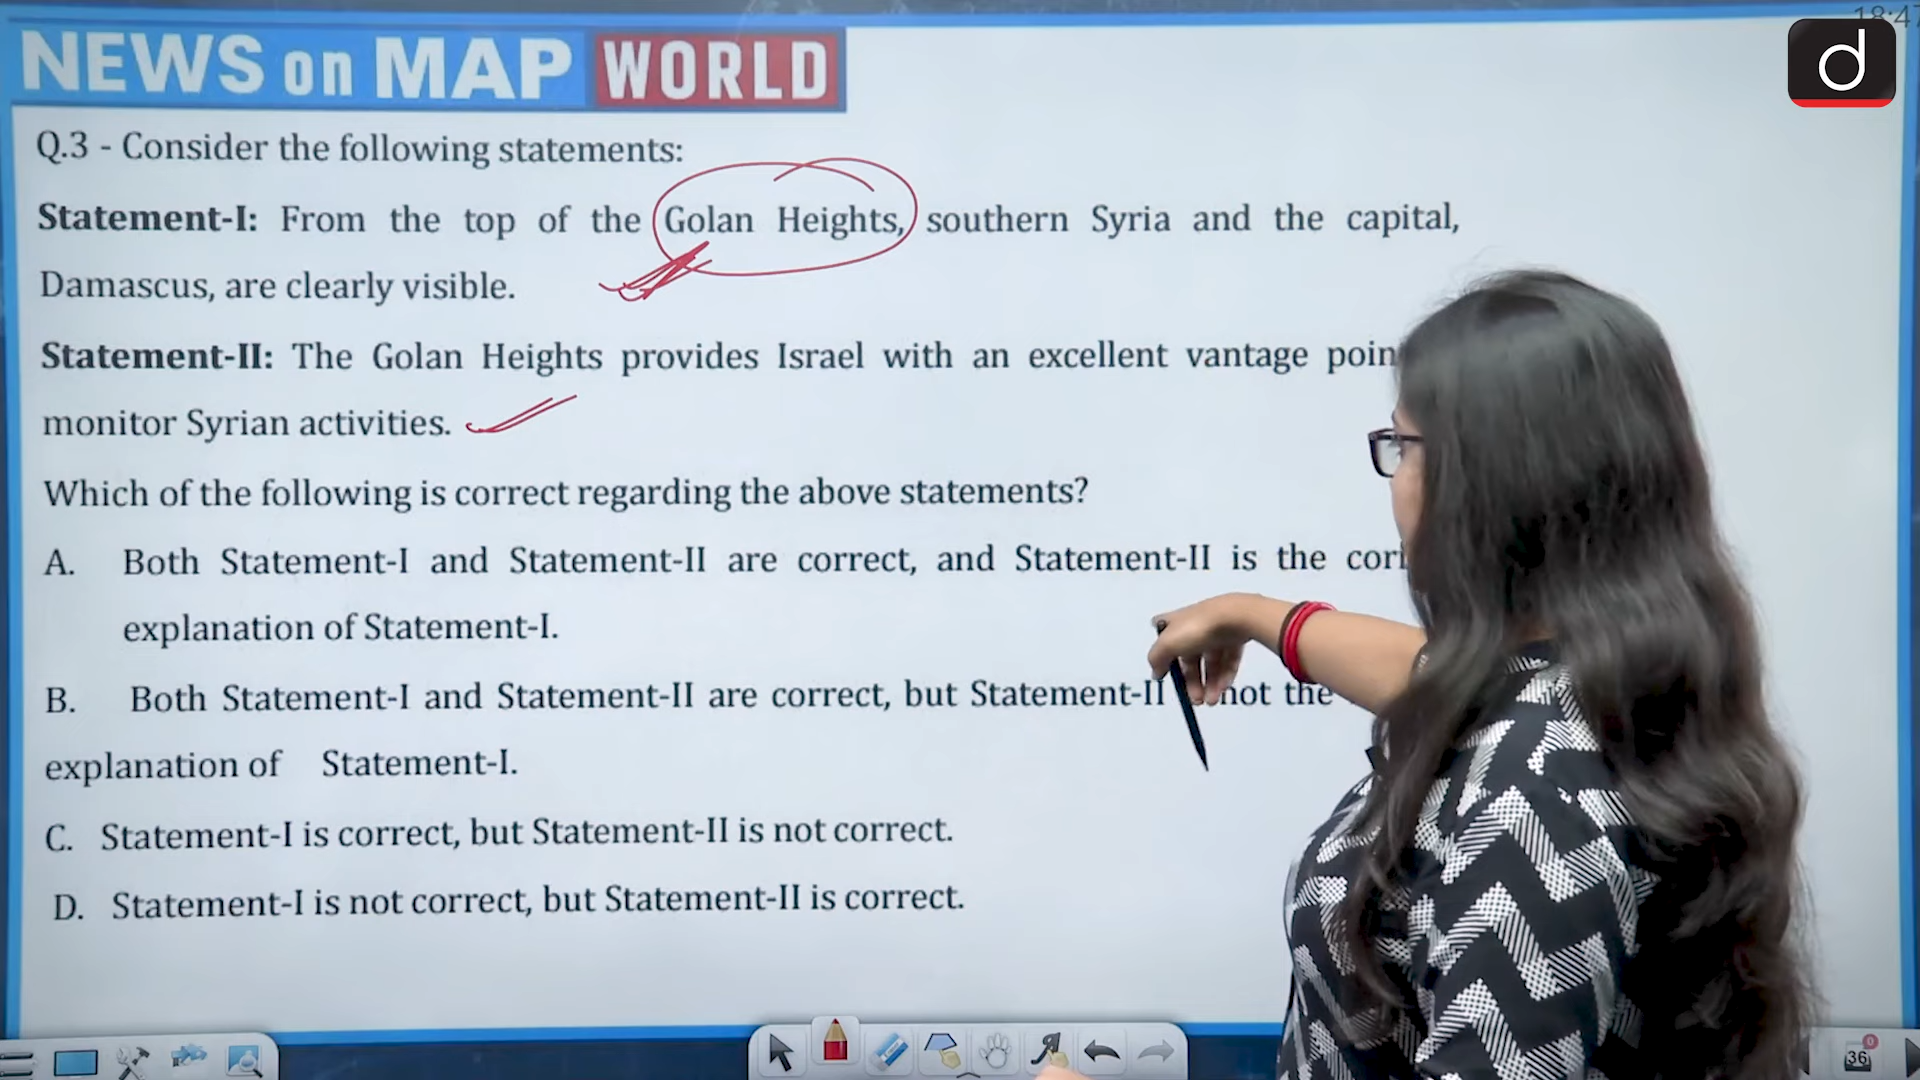 18:47
NEWS on MAP WORLD
d
Q.3 - Consider the following statements:
Statement-I: From the top of the Golan Heights, southern Syria and the capital,
Damascus, are clearly visible.
Statement-II: The Golan Heights provides Israel with an excellent vantage
monitor Syrian activities.
Which of the following is correct regarding the above statements?
A. Both Statement-I and Statement-II are correct, and Statement-II is the
explanation of Statement-I.
B. Both Statement-I and Statement-II are correct, but Statement-II not the
explanation of Statement-I.
C. Statement-I is correct, but Statement-II is not correct.
D. Statement-I is not correct, but Statement-II is correct.
36
0